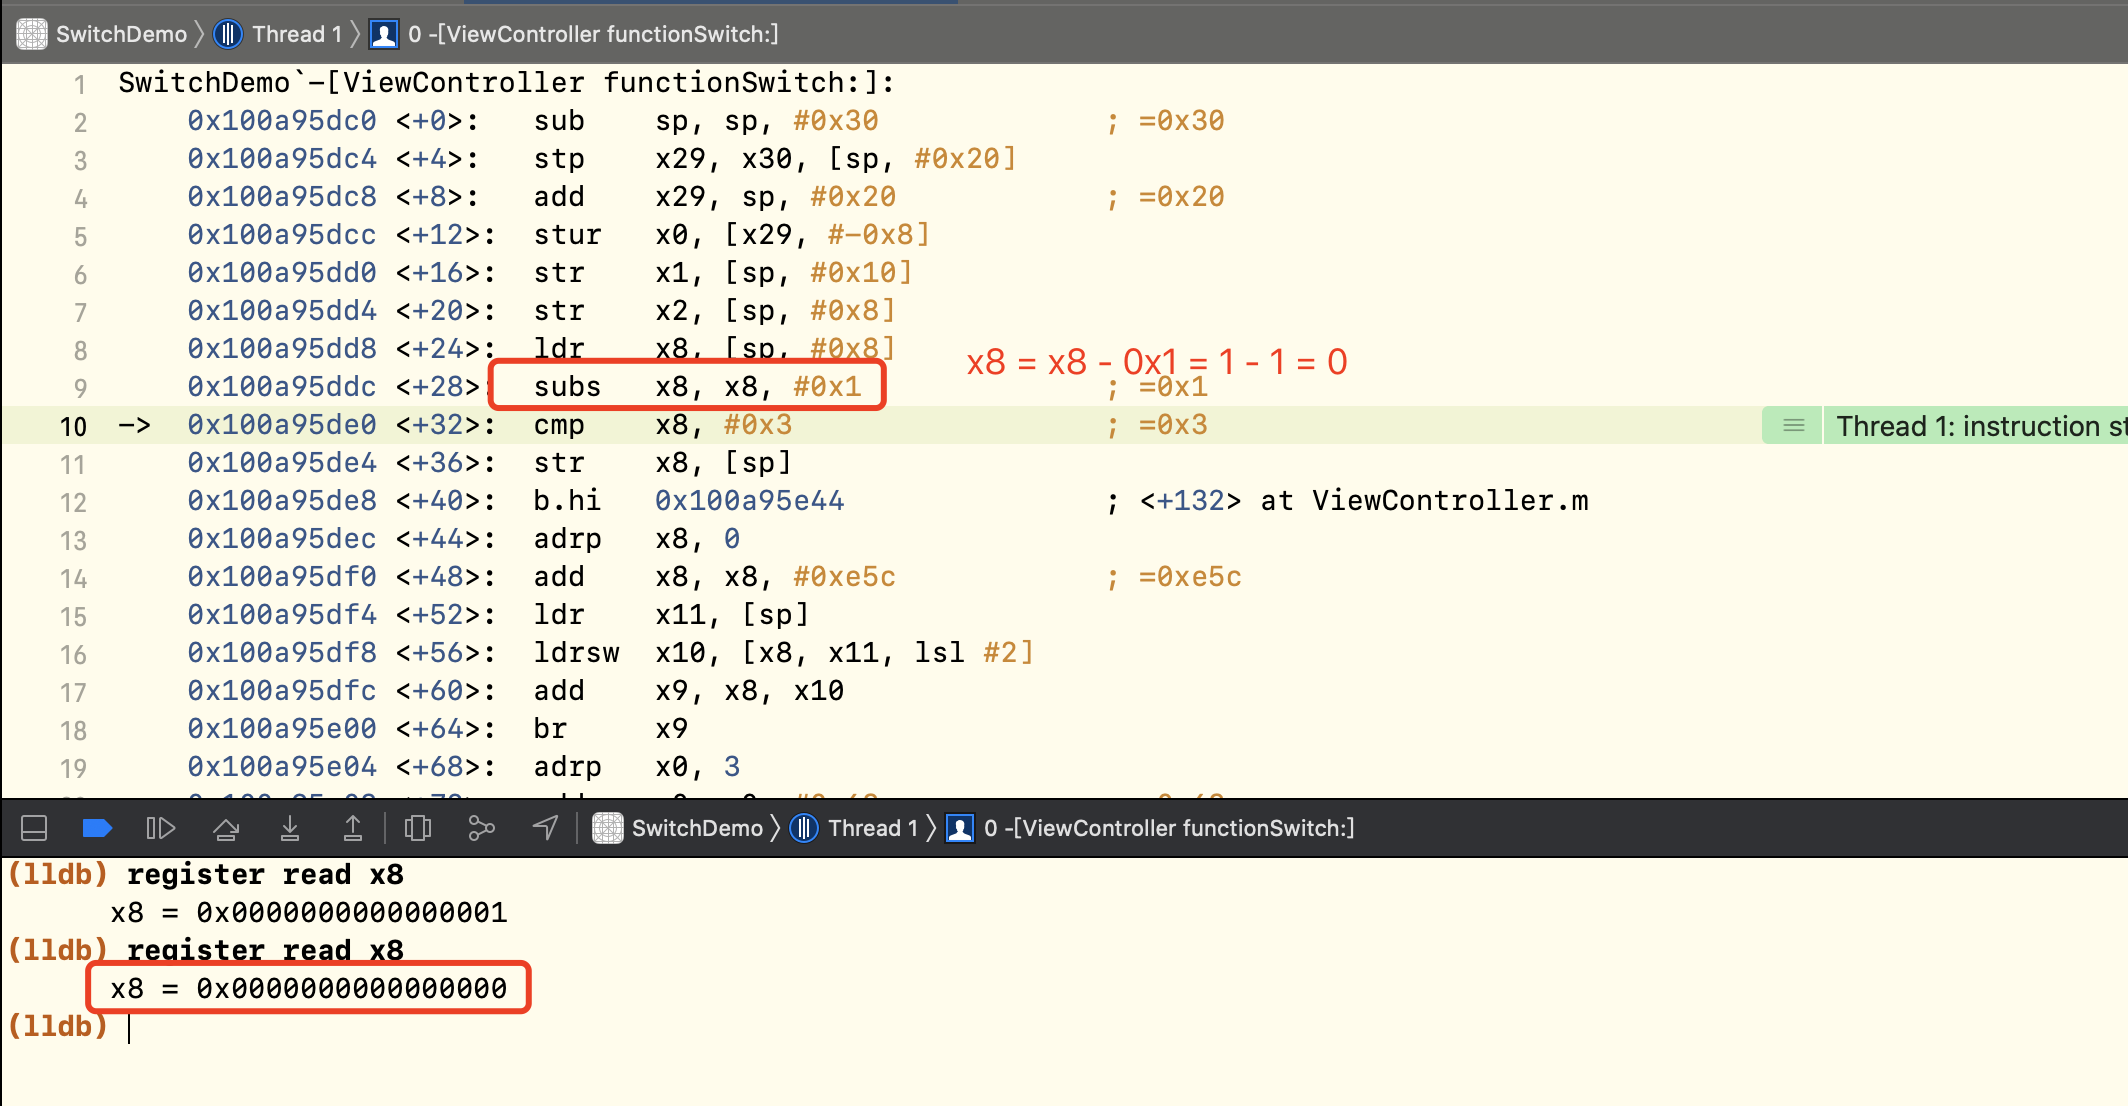 SwitchDemo 〉 Thread 1 〉 0 -[ViewController functionSwitch:]
1 SwitchDemo`-[ViewController functionSwitch:]:
2 0x100a95dc0 <+0>: sub sp, sp, #0x30 ; =0x30
3 0x100a95dc4 <+4>: stp x29, x30, [sp, #0x20]
4 0x100a95dc8 <+8>: add x29, sp, #0x20 ; =0x20
5 0x100a95dcc <+12>: stur x0, [x29, #-0x8]
6 0x100a95dd0 <+16>: str x1, [sp, #0x10]
7 0x100a95dd4 <+20>: str x2, [sp, #0x8]
8 0x100a95dd8 <+24>: ldr x8, [sp, #0x8]
x8 = x8 - 0x1 = 1 - 1 = 0
9 0x100a95ddc <+28>: subs x8, x8, #0x1 ; =0x1
10 -> 0x100a95de0 <+32>: cmp x8, #0x3 ; =0x3 Thread 1: instruction st
11 0x100a95de4 <+36>: str x8, [sp]
12 0x100a95de8 <+40>: b.hi 0x100a95e44 ; <+132> at ViewController.m
13 0x100a95dec <+44>: adrp x8, 0
14 0x100a95df0 <+48>: add x8, x8, #0xe5c ; =0xe5c
15 0x100a95df4 <+52>: ldr x11, [sp]
16 0x100a95df8 <+56>: ldrsw x10, [x8, x11, lsl #2]
17 0x100a95dfc <+60>: add x9, x8, x10
18 0x100a95e00 <+64>: br x9
19 0x100a95e04 <+68>: adrp x0, 3
SwitchDemo 〉 Thread 1 〉 0 -[ViewController functionSwitch:]
(lldb) register read x8
x8 = 0x0000000000000001
(lldb) register read x8
x8 = 0x0000000000000000
(lldb)